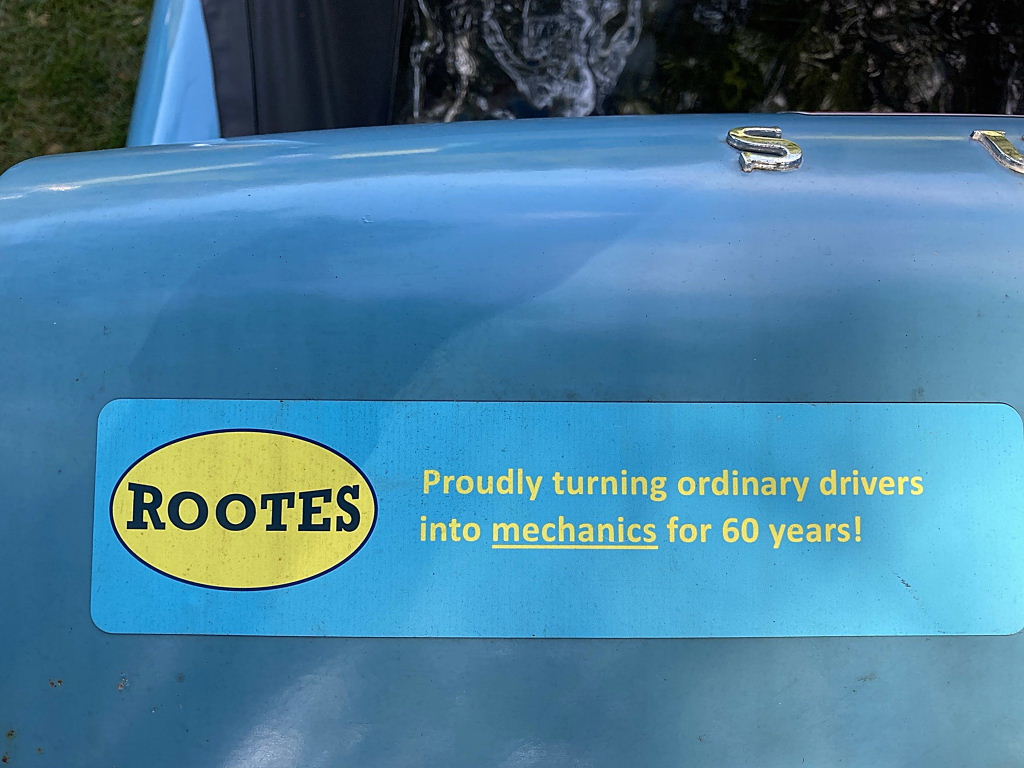 S
ROOTES
Proudly turning ordinary drivers
into mechanics for 60 years!